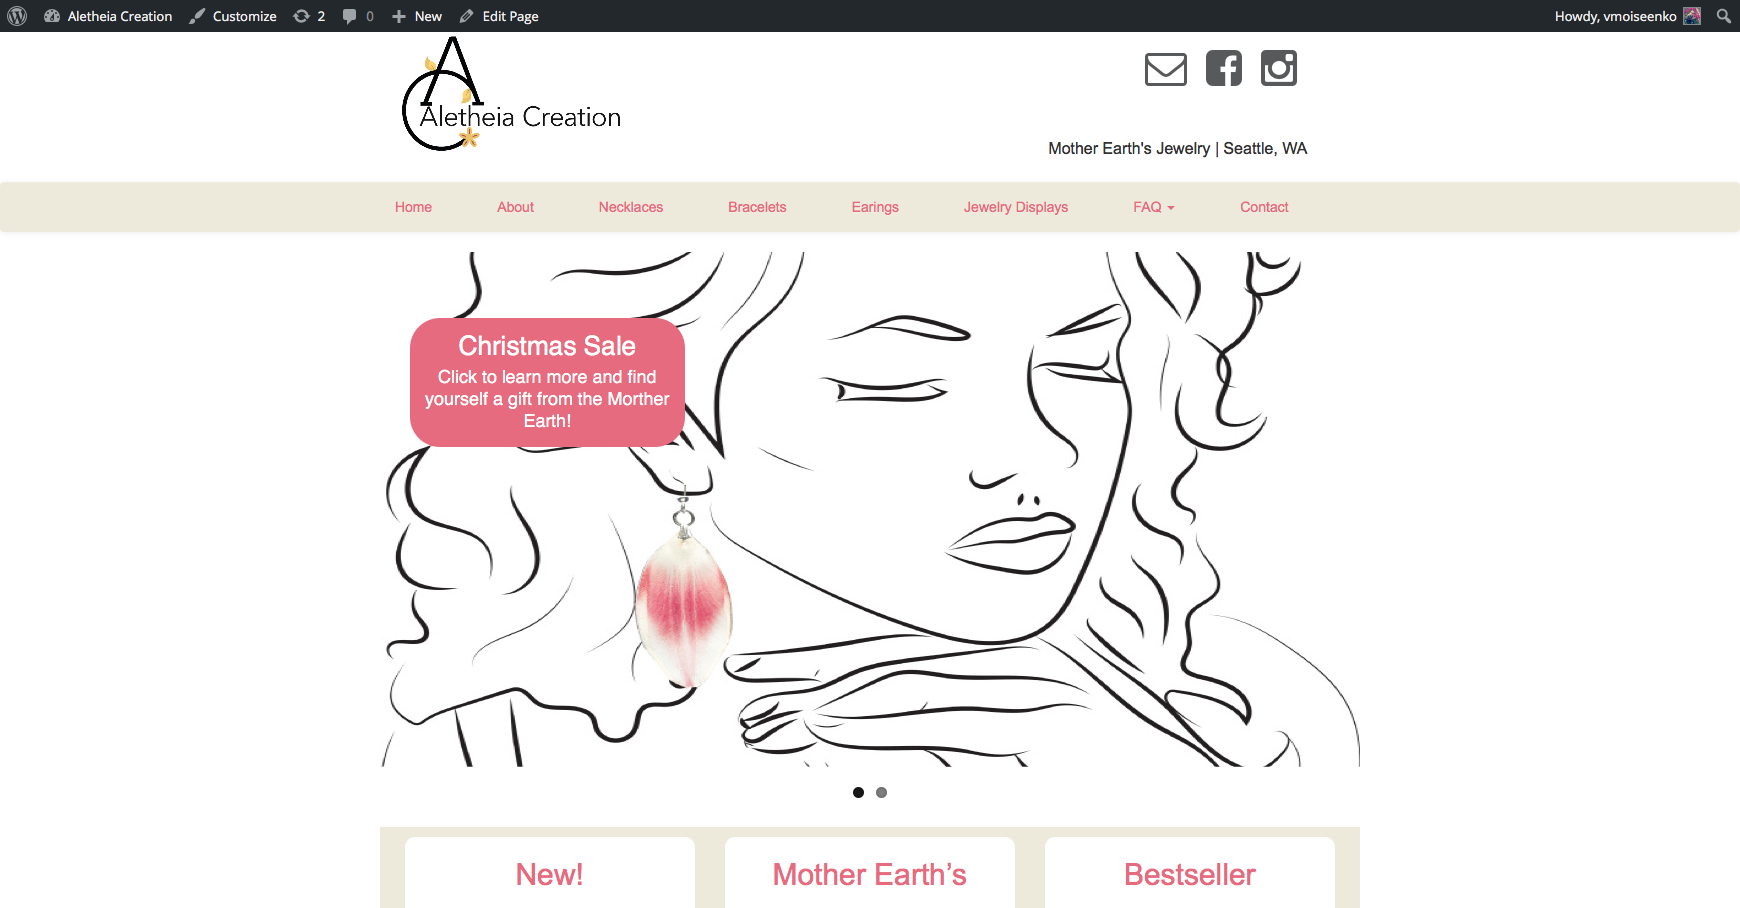 Aletheia Creation Customize 2 0 New Edit Page Howdy, vmoiseenko
Aletheia Creation
Mother Earth's Jewelry | Seattle, WA
Home About Necklaces Bracelets Earings Jewelry Displays FAQ Contact
Christmas Sale
Click to learn more and find
yourself a gift from the Morther
Earth!
New! Mother Earth’s Bestseller